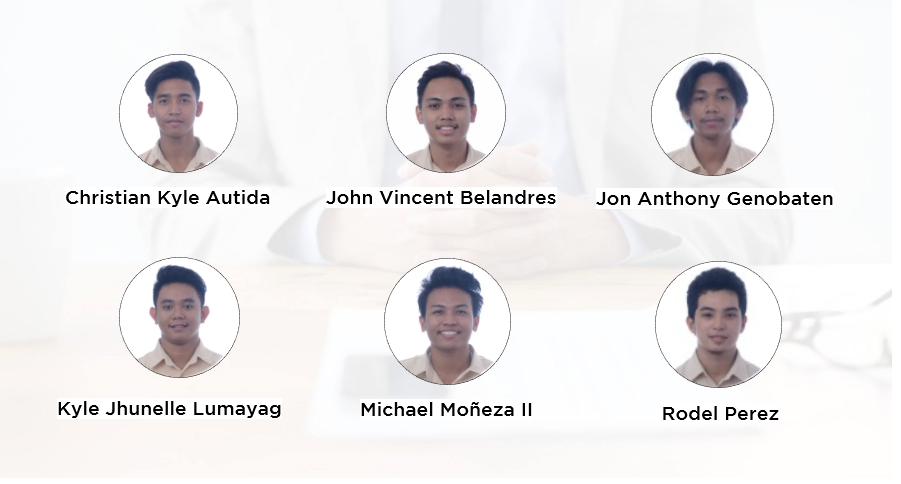 Christian Kyle Autida
John Vincent Belandres
Jon Anthony Genobaten
Kyle Jhunelle Lumayag
Michael Moñeza II
Rodel Perez